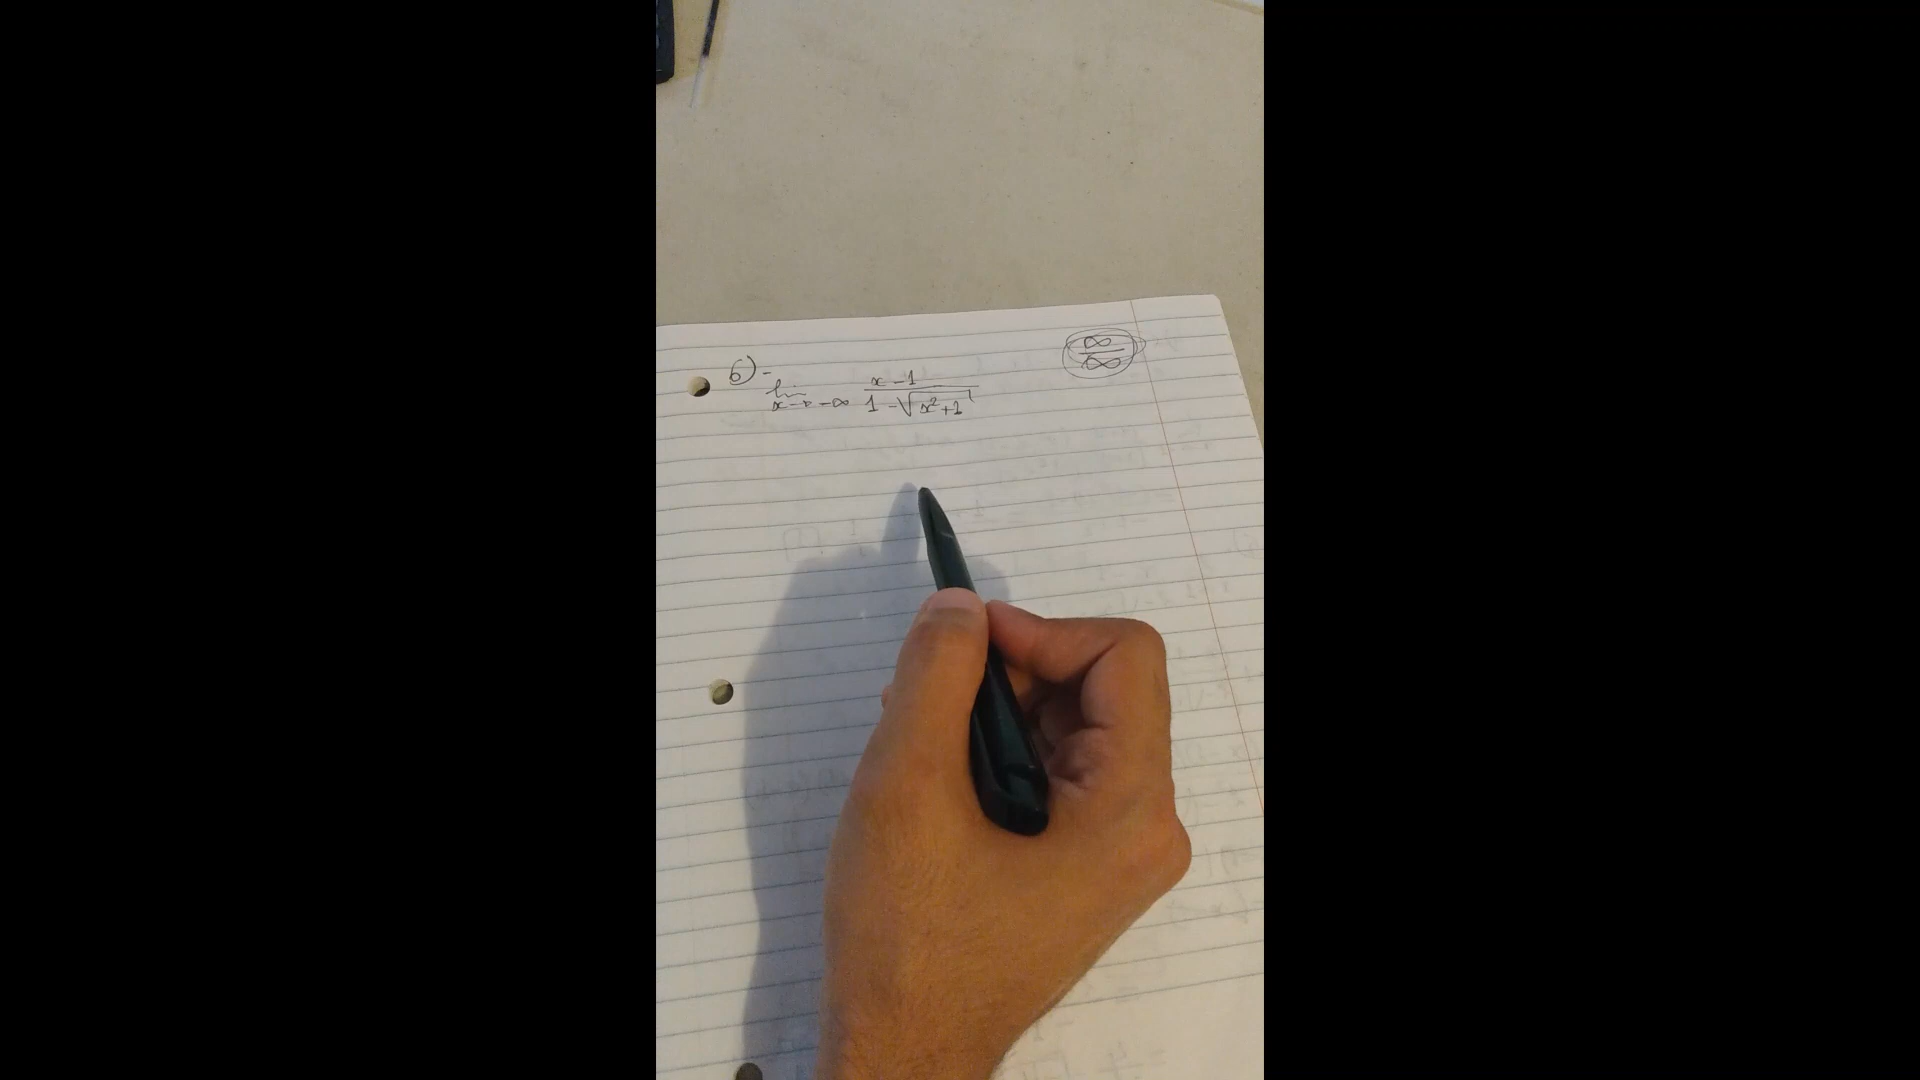 6)-
lim x→-∞ (x-1)/(1-√(x²+1))
∞/∞